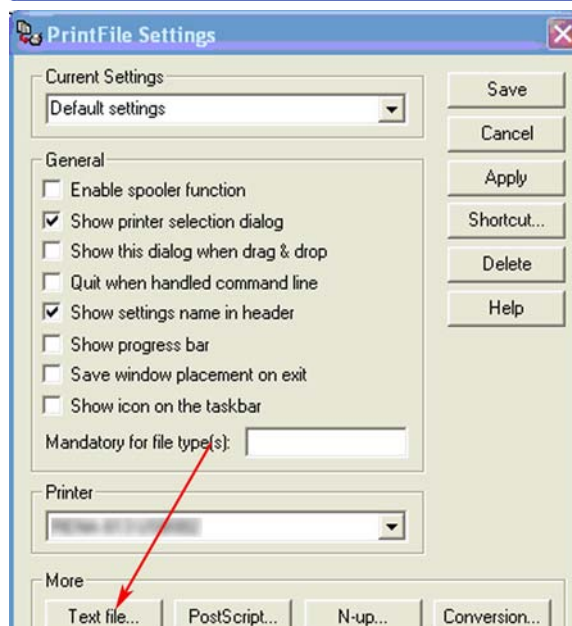 PrintFile Settings
Current Settings
Default settings
Save
Cancel
Apply
Shortcut...
Delete
Help
General
Enable spooler function
Show printer selection dialog
Show this dialog when drag & drop
Quit when handled command line
Show settings name in header
Show progress bar
Save window placement on exit
Show icon on the taskbar
Mandatory for file type(s):
Printer
More
Text file...
PostScript...
N-up...
Conversion...